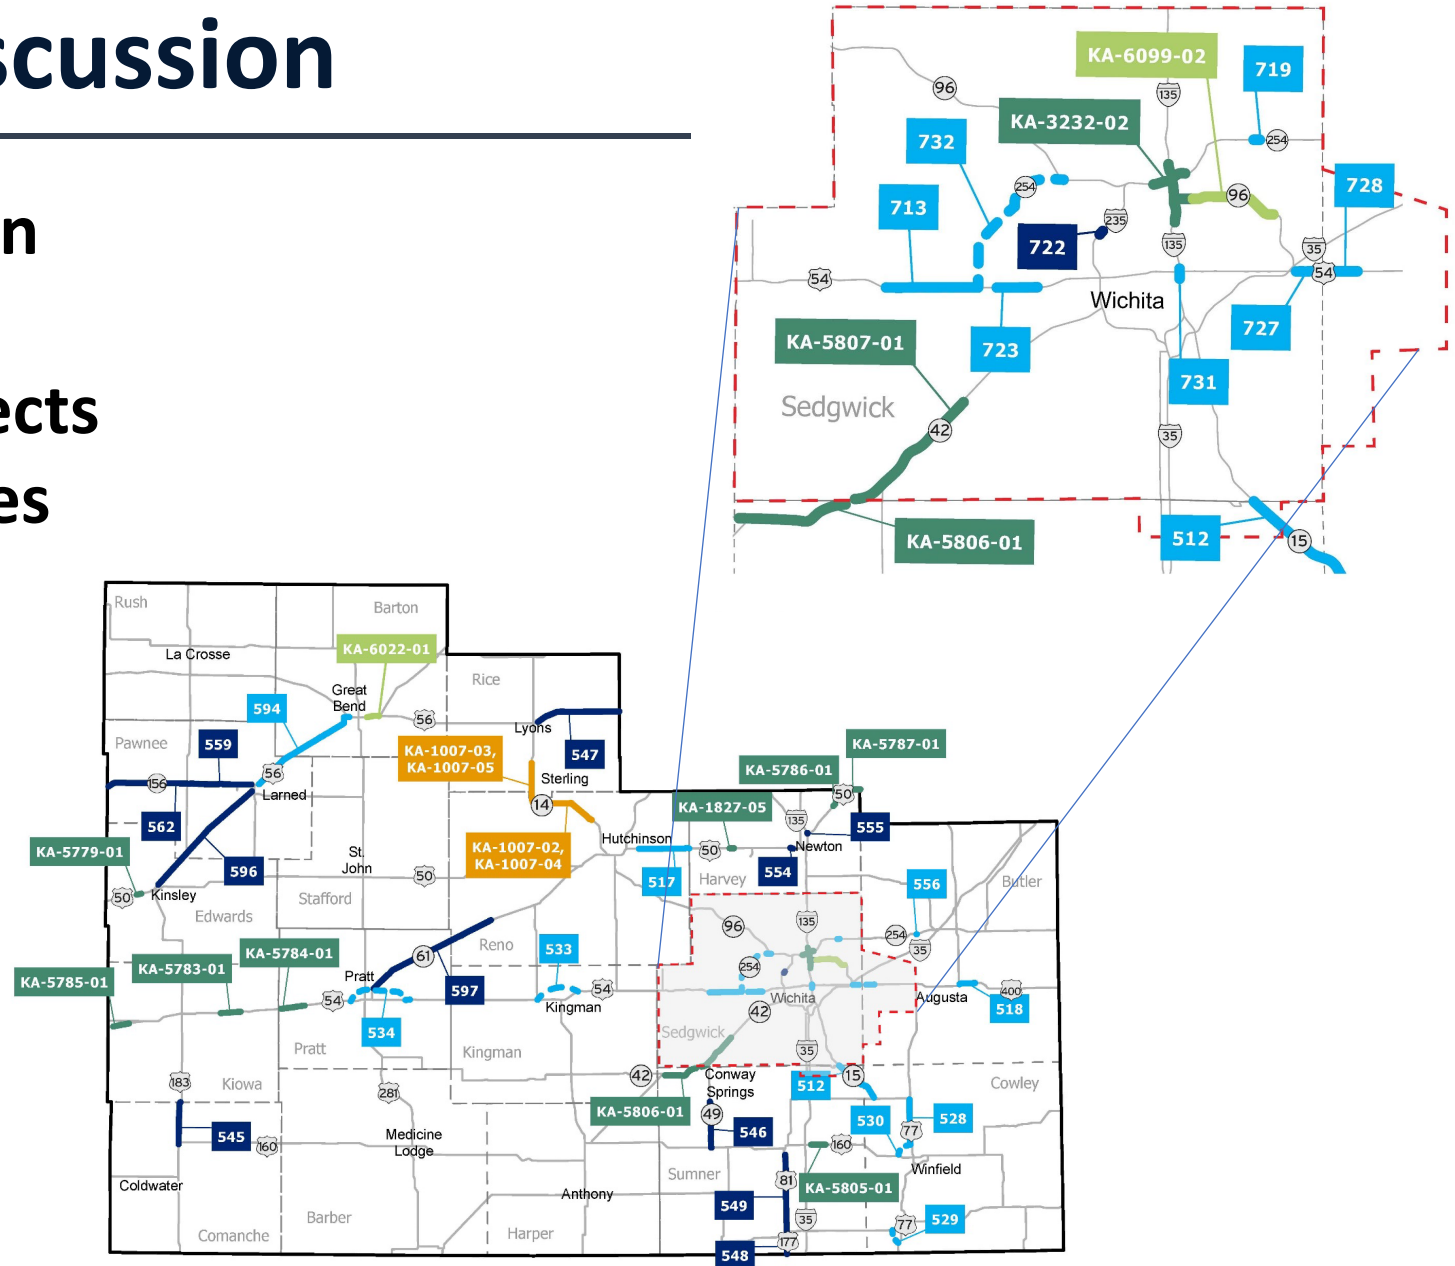 scussion
n
ects
es
KA-6099-02
719
96
135
KA-3232-02
732
254
254
728
713
96
235
722
135
35
54
54
Wichita
KA-5807-01
723
727
731
Sedgwick
42
35
KA-5806-01
512
15
Rush
Barton
La Crosse
KA-6022-01
Rice
Great
Bend
594
56
Lyons
Pawnee
559
547
KA-1007-03,
KA-1007-05
KA-5787-01
KA-5786-01
56
156
Sterling
Larned
14
50
KA-1827-05
135
562
555
Hutchinson
KA-5779-01
St.
John
KA-1007-02,
KA-1007-04
50
Newton
596
50
554
Harvey
517
556
Butler
50
Kinsley
Stafford
Edwards
96
135
Reno
254
35
KA-5784-01
533
61
KA-5783-01
254
KA-5785-01
Pratt
597
54
54
Kingman
Wichita
Augusta
400
518
42
534
Sedgwick
Pratt
Kingman
35
42
Conway
Springs
15
183
Kiowa
281
512
Cowley
KA-5806-01
49
530
528
77
545
160
Medicine
Lodge
546
160
Winfield
Sumner
Coldwater
81
KA-5805-01
Anthony
549
Barber
35
77
529
Comanche
Harper
177
548